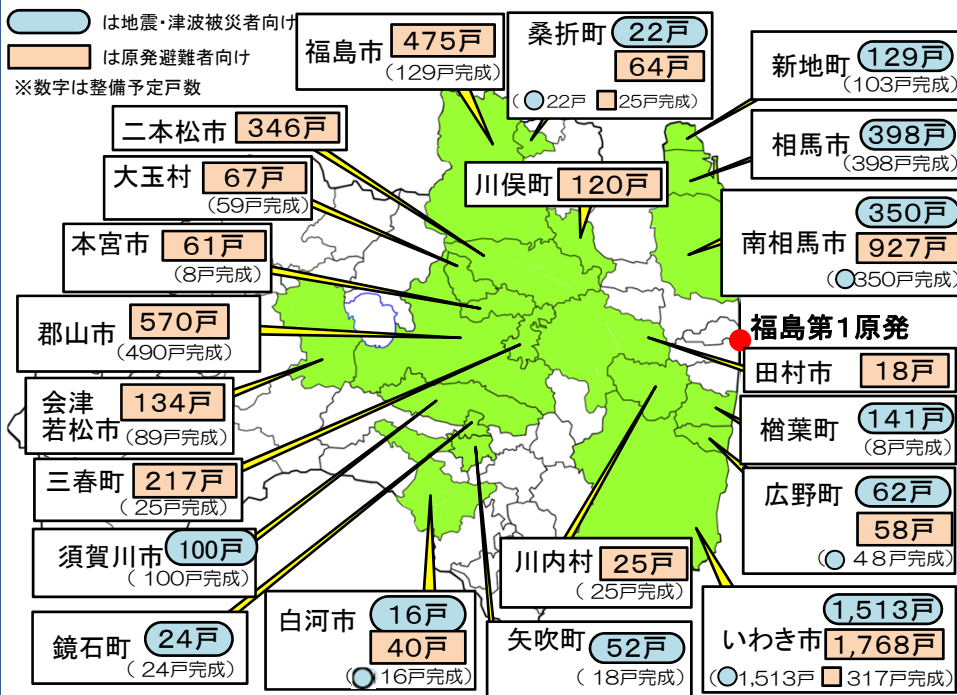 は地震・津波被災者向け
は原発避難者向け
※数字は整備予定戸数
福島市 475戸
(129戸完成)
桑折町 22戸
64戸
(22戸 25戸完成)
新地町 129戸
(103戸完成)
相馬市 398戸
(398戸完成)
350戸
南相馬市 927戸
(350戸完成)
二本松市 346戸
大玉村 67戸
(59戸完成)
川俣町 120戸
本宮市 61戸
(8戸完成)
郡山市 570戸
(490戸完成)
福島第1原発
田村市 18戸
会津
若松市 134戸
(89戸完成)
楢葉町 141戸
(8戸完成)
三春町 217戸
(25戸完成)
広野町 62戸
58戸
(48戸完成)
須賀川市 100戸
(100戸完成)
川内村 25戸
(25戸完成)
鏡石町 24戸
(24戸完成)
白河市 16戸
40戸
(16戸完成)
矢吹町 52戸
(18戸完成)
1,513戸
いわき市 1,768戸
(1,513戸 317戸完成)